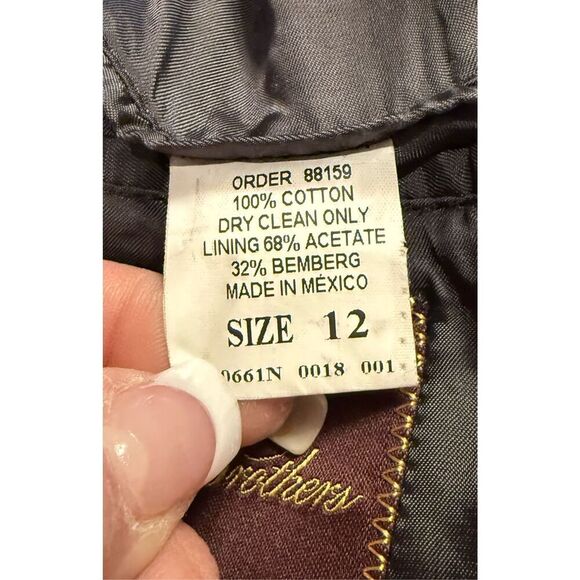 ORDER 88159
100% COTTON
DRY CLEAN ONLY
LINING 68% ACETATE
32% BEMBERG
MADE IN MÉXICO
SIZE 12
0661N 0018 001
Brothers